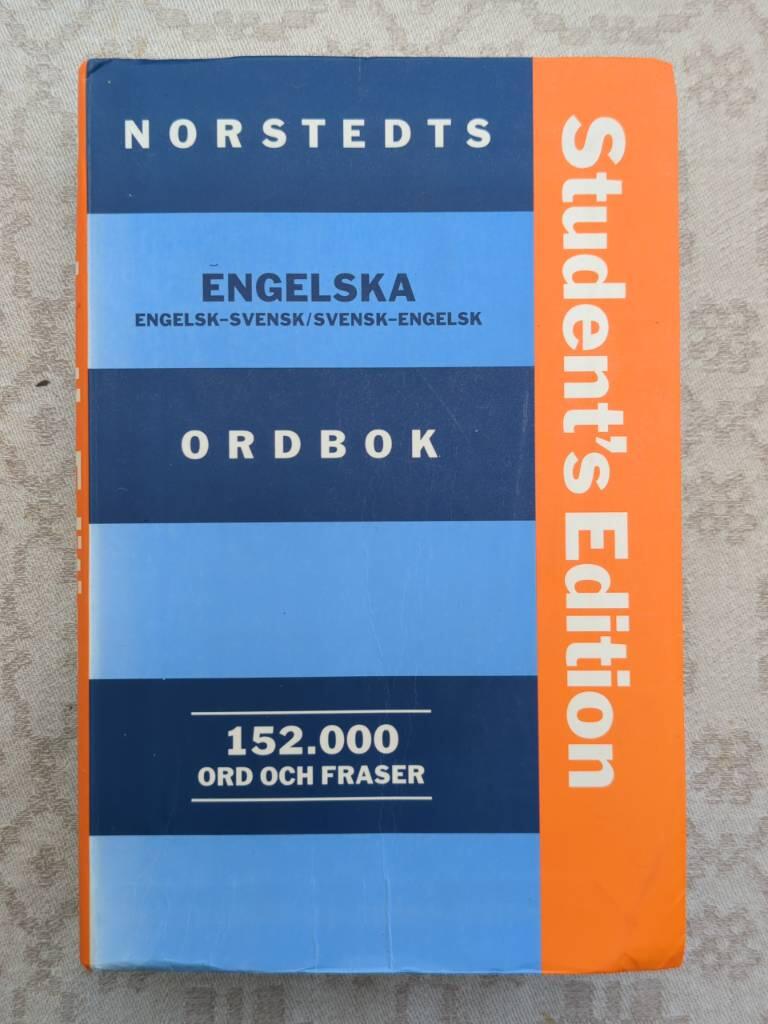 NORSTEDTS
ENGELSKA
ENGELSK–SVENSK/SVENSK–ENGELSK
ORDBOK
152.000
ORD OCH FRASER
Student's Edition